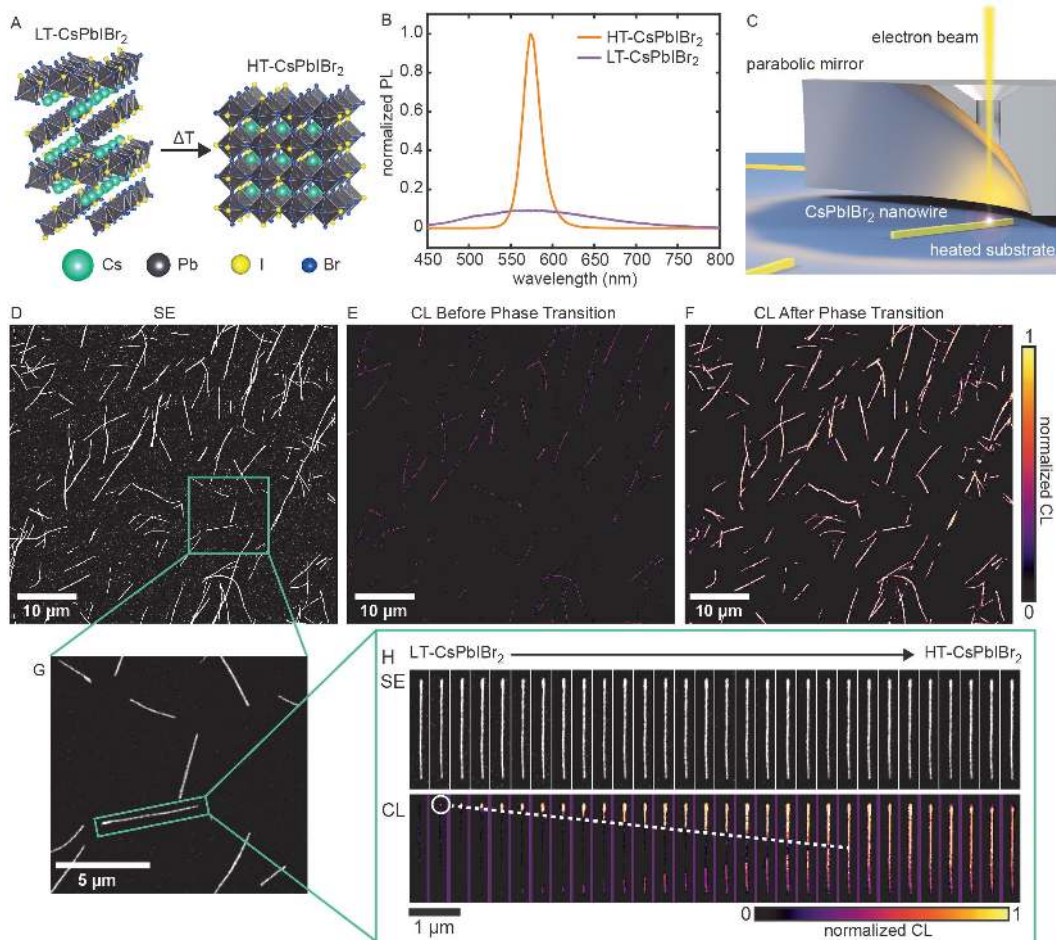 A
LT-CsPbIBr₂
HT-CsPbIBr₂
ΔT
Cs
Pb
I
Br
B
normalized PL
1.0
0.8
0.6
0.4
0.2
0
450 500 550 600 650 700 750 800
wavelength (nm)
HT-CsPbIBr₂
LT-CsPbIBr₂
C
electron beam
parabolic mirror
CsPbIBr₂ nanowire
heated substrate
D SE
10 µm
E CL Before Phase Transition
10 µm
F CL After Phase Transition
10 µm
1
normalized CL
0
G
5 µm
H
LT-CsPbIBr₂ HT-CsPbIBr₂
SE
CL
1 µm
0 1
normalized CL